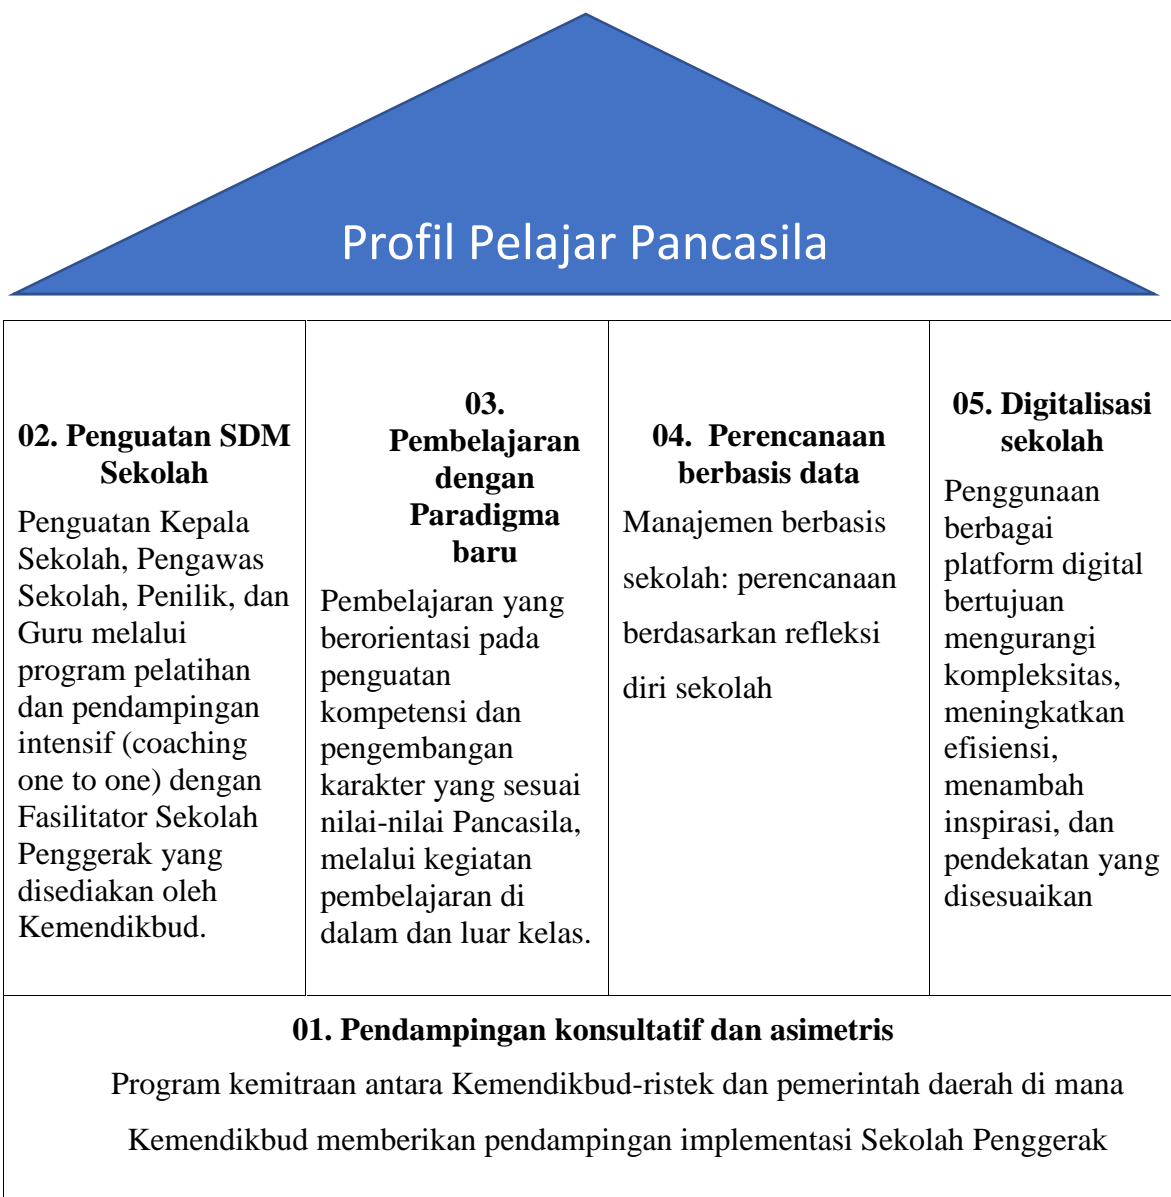 Profil Pelajar Pancasila
02. Penguatan SDM
Sekolah
Penguatan Kepala
Sekolah, Pengawas
Sekolah, Penilik, dan
Guru melalui
program pelatihan
dan pendampingan
intensif (coaching
one to one) dengan
Fasilitator Sekolah
Penggerak yang
disediakan oleh
Kemendikbud.
03.
Pembelajaran
dengan
Paradigma
baru
Pembelajaran yang
berorientasi pada
penguatan
kompetensi dan
pengembangan
karakter yang sesuai
nilai-nilai Pancasila,
melalui kegiatan
pembelajaran di
dalam dan luar kelas.
04. Perencanaan
berbasis data
Manajemen berbasis
sekolah: perencanaan
berdasarkan refleksi
diri sekolah
05. Digitalisasi
sekolah
Penggunaan
berbagai
platform digital
bertujuan
mengurangi
kompleksitas,
meningkatkan
efisiensi,
menambah
inspirasi, dan
pendekatan yang
disesuaikan
01. Pendampingan konsultatif dan asimetris
Program kemitraan antara Kemendikbud-ristek dan pemerintah daerah di mana
Kemendikbud memberikan pendampingan implementasi Sekolah Penggerak